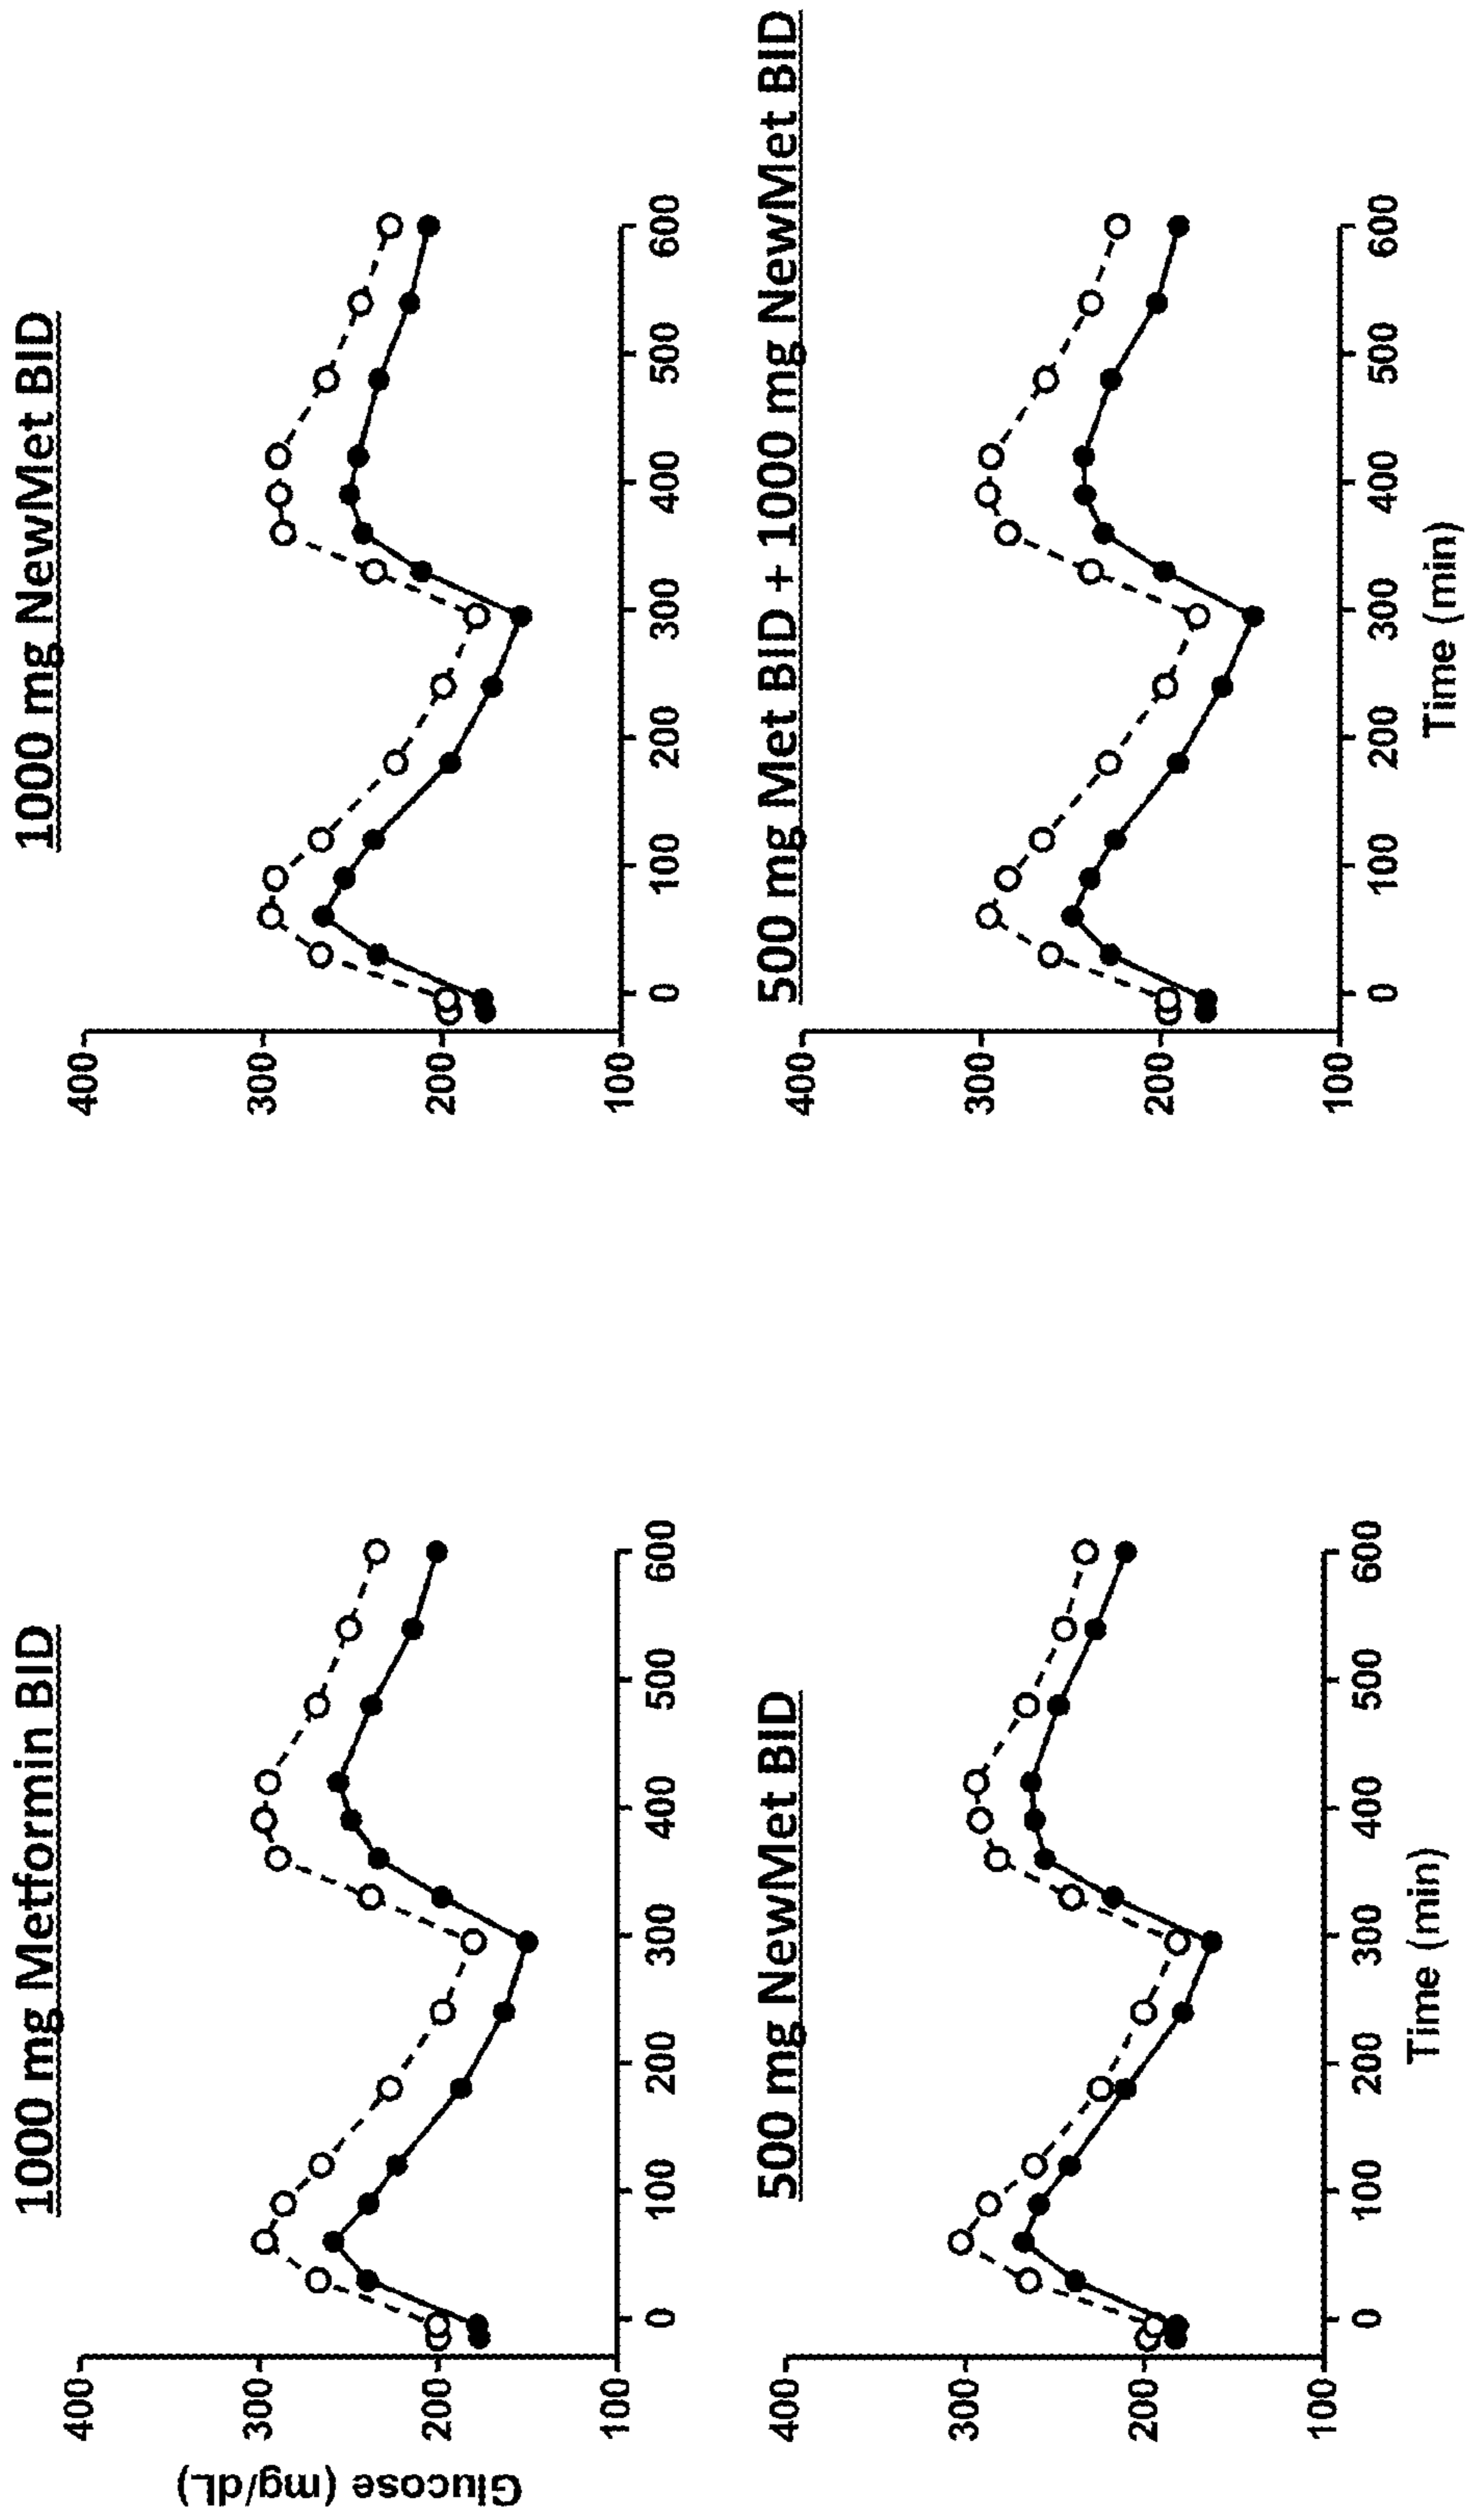 1000 mg Metformin BID
1000 mg NewMet BID
Glucose (mg/dL)
400
300
200
100
0 100 200 300 400 500 600
400
300
200
100
0 100 200 300 400 500 600
500 mg NewMet BID
500 mg Met BID + 1000 mg NewMet BID
400
300
200
100
0 100 200 300 400 500 600
Time (min)
400
300
200
100
0 100 200 300 400 500 600
Time (min)